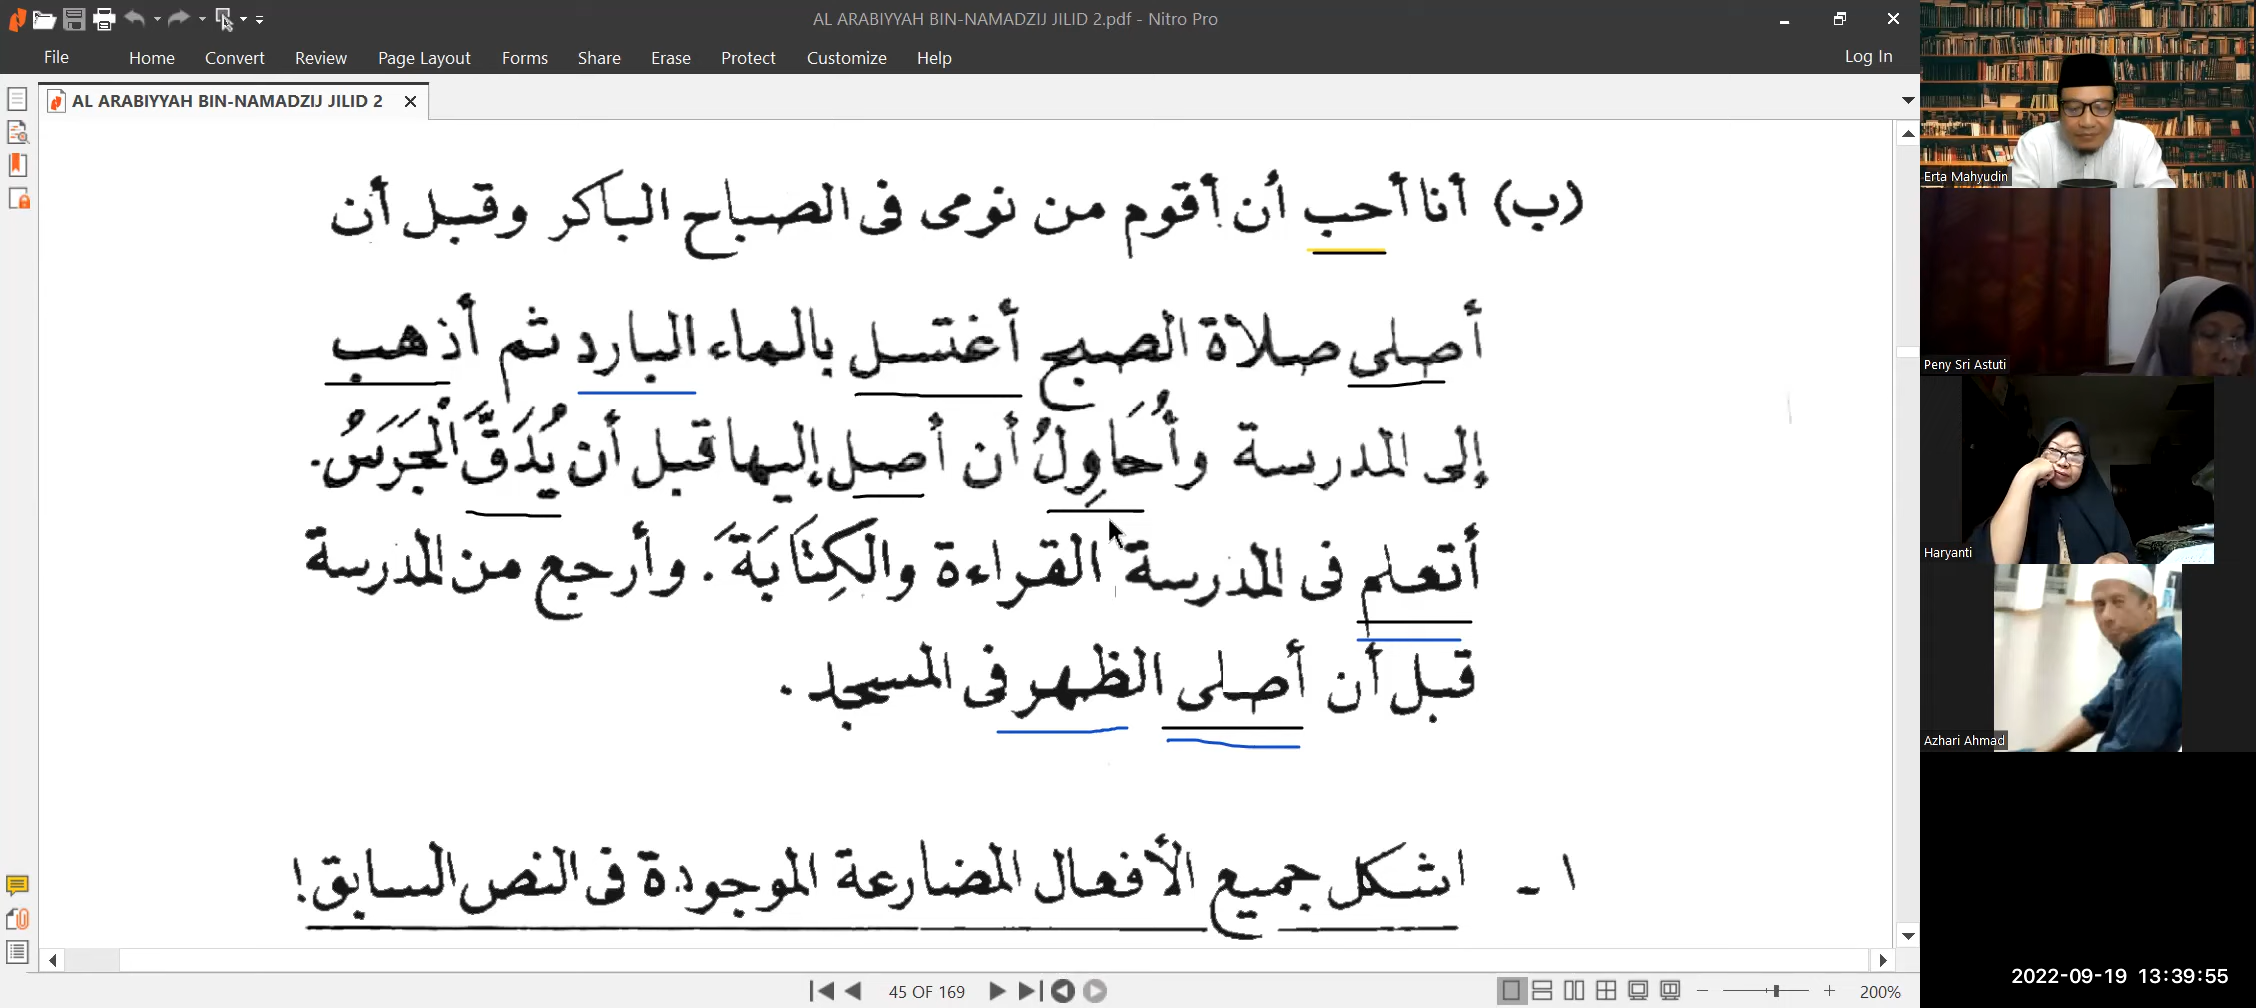 AL ARABIYYAH BIN-NAMADZIJ JILID 2.pdf - Nitro Pro
File Home Convert Review Page Layout Forms Share Erase Protect Customize Help Log In
AL ARABIYYAH BIN-NAMADZIJ JILID 2
(ب) أنا أحب أن أقوم من نومى فى الصباح الباكر وقبل أن
أصلى صلاة الصبح أغتسل بالماء البارد ثم أذهب
إلى المدرسة وأُحَاوِلُ أن أصل إليها قبل أن يُدَقَّ الْجَرَسُ.
أتعلم فى المدرسة القراءة والكِتَابَةَ. وأرجع من المدرسة
قبل أن أصلى الظهر فى المسجد.
١ - اشكل جميع الأفعال المضارعة الموجودة فى النص السابق!
45 OF 169
200%
Erta Mahyudin
Peny Sri Astuti
Haryanti
Azhari Ahmad
2022-09-19 13:39:55